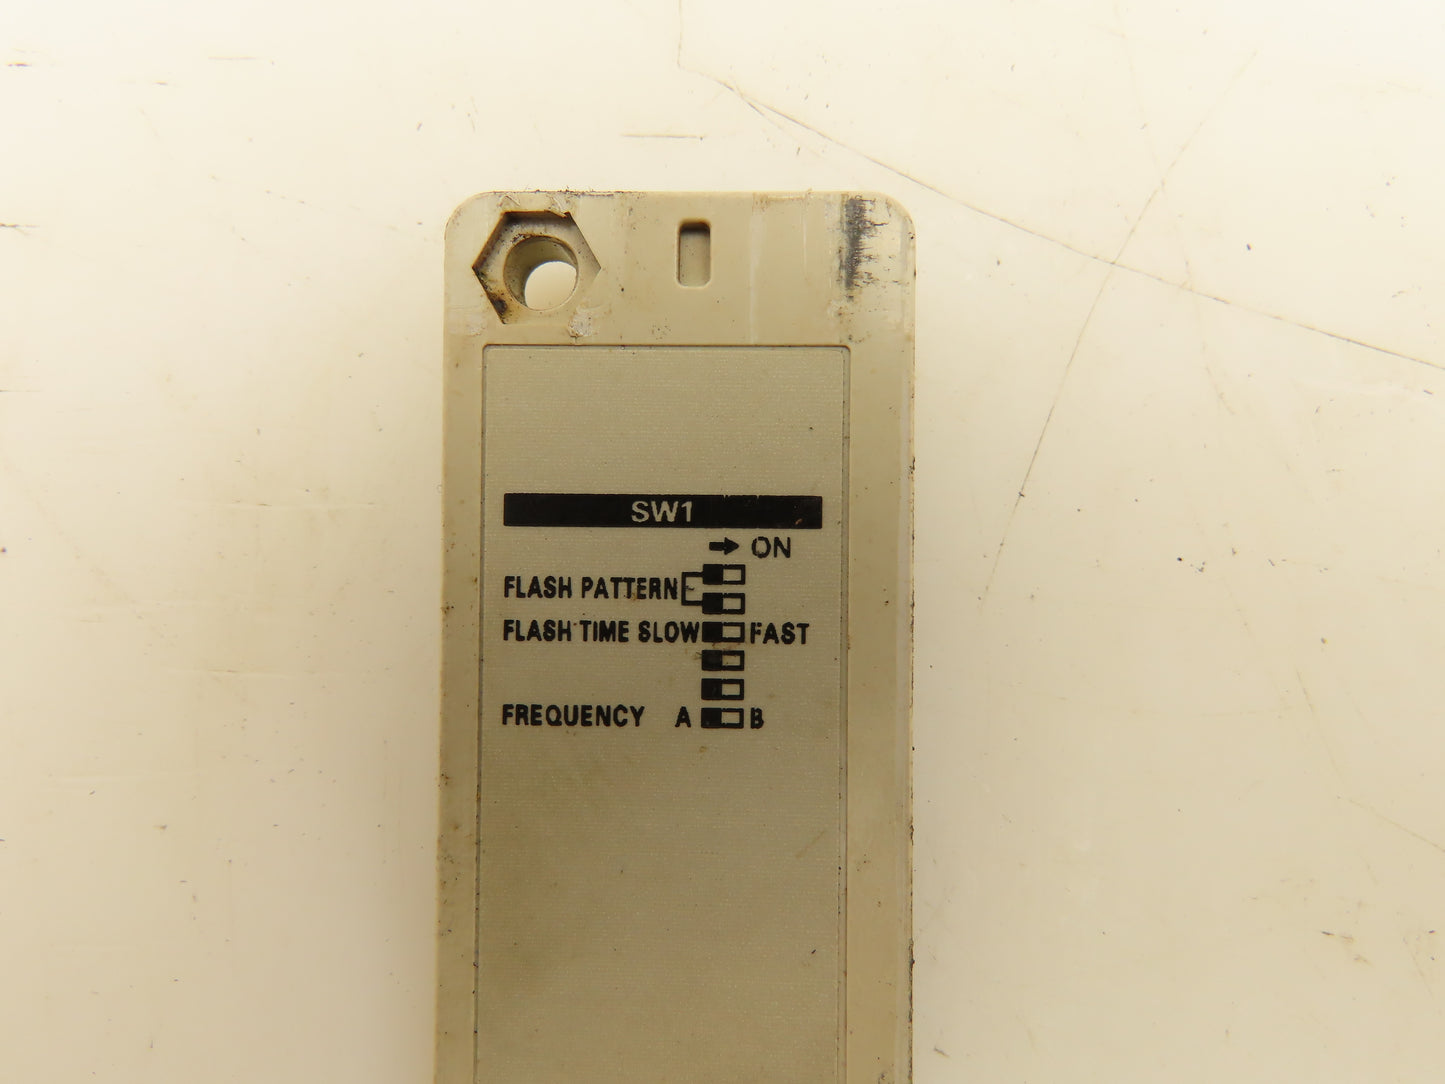 SW1
→ ON
FLASH PATTERN
FLASH TIME SLOW FAST
FREQUENCY A B